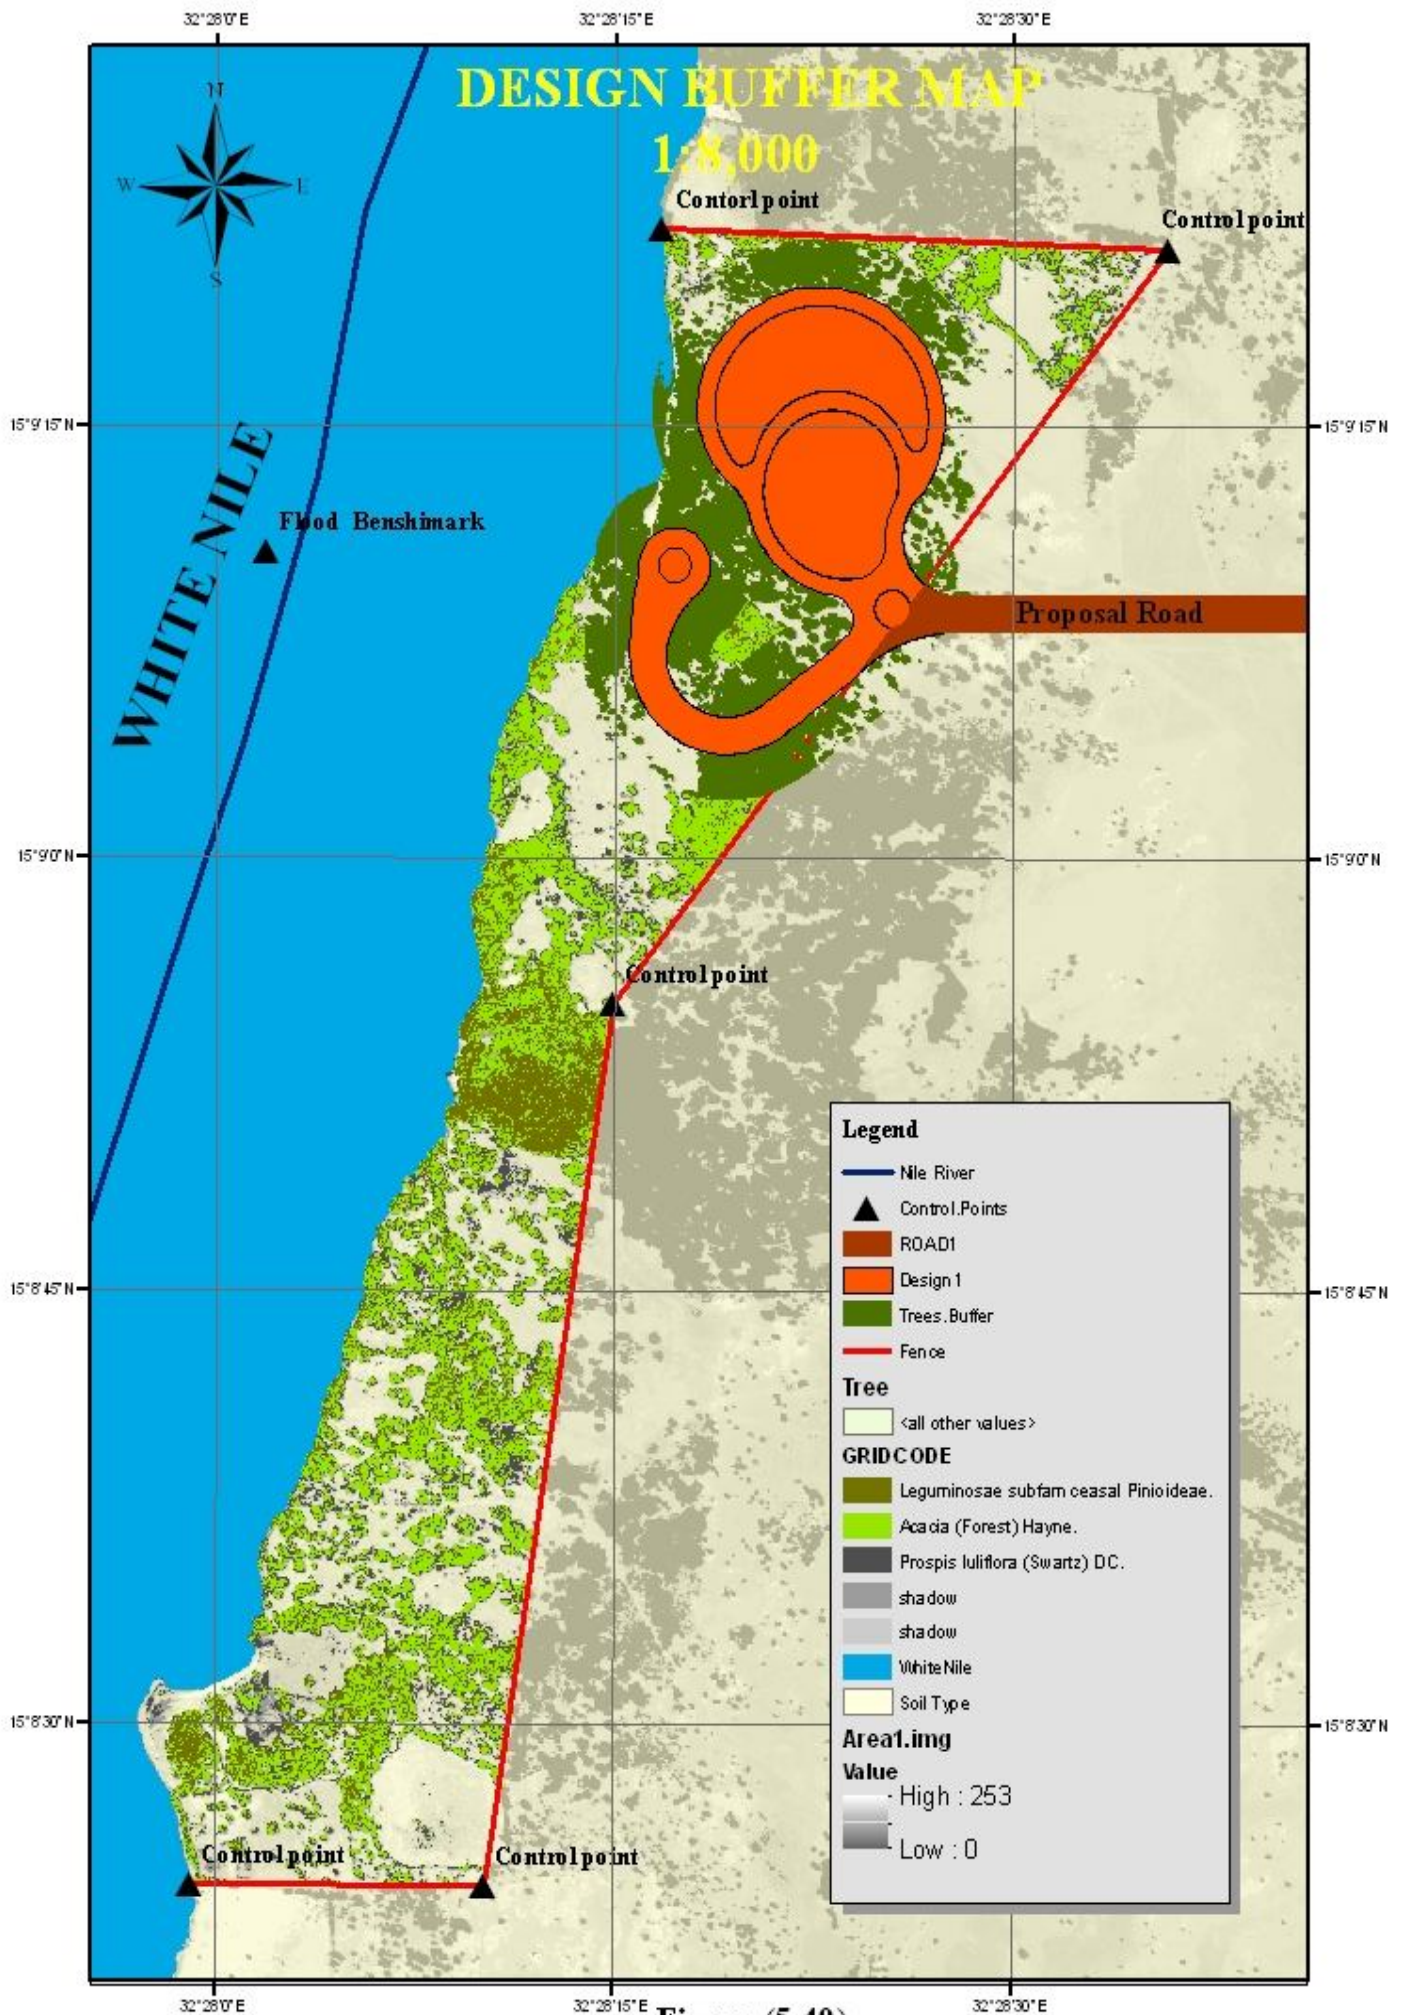 32°28'0"E 32°28'15"E 32°28'30"E
DESIGN BUFFER MAP
1:8,000
N
W E
S
Contorl point
Control point
15°9'15"N 15°9'15"N
WHITE NILE
Flood Benshimark
Proposal Road
15°9'0"N 15°9'0"N
Control point
Legend
Nile River
Control.Points
ROAD1
Design 1
Trees.Buffer
Fence
Tree
<all other values>
GRIDCODE
Leguminosae subfam ceasal Pinioideae.
Acacia (Forest) Hayne.
Prospis luliflora (Swartz) DC.
shadow
shadow
White Nile
Soil Type
Area1.img
Value
High : 253
Low : 0
15°8'45"N 15°8'45"N
15°8'30"N 15°8'30"N
Control point Control point
32°28'0"E 32°28'15"E 32°28'30"E